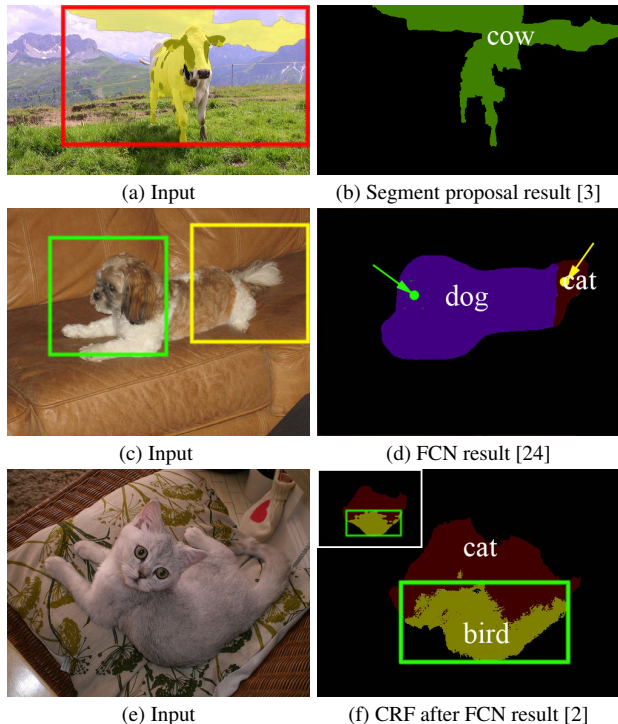 cow
(a) Input
(b) Segment proposal result [3]
dog
cat
(c) Input
(d) FCN result [24]
cat
bird
(e) Input
(f) CRF after FCN result [2]